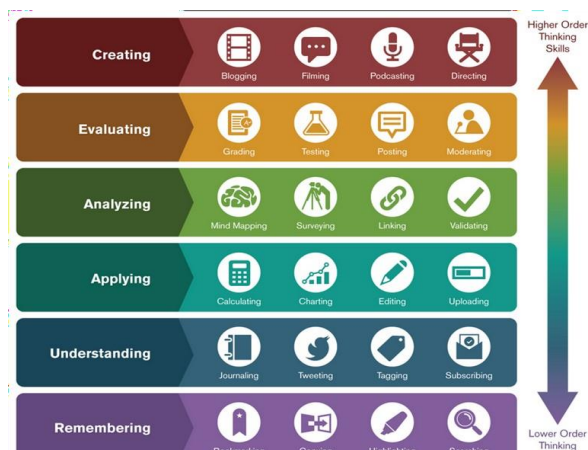 Higher Order
Thinking
Skills
Creating
Blogging Filming Podcasting Directing
Evaluating
Grading Testing Posting Moderating
Analyzing
Mind Mapping Surveying Linking Validating
Applying
Calculating Charting Editing Uploading
Understanding
Journaling Tweeting Tagging Subscribing
Remembering
Lower Order
Thinking